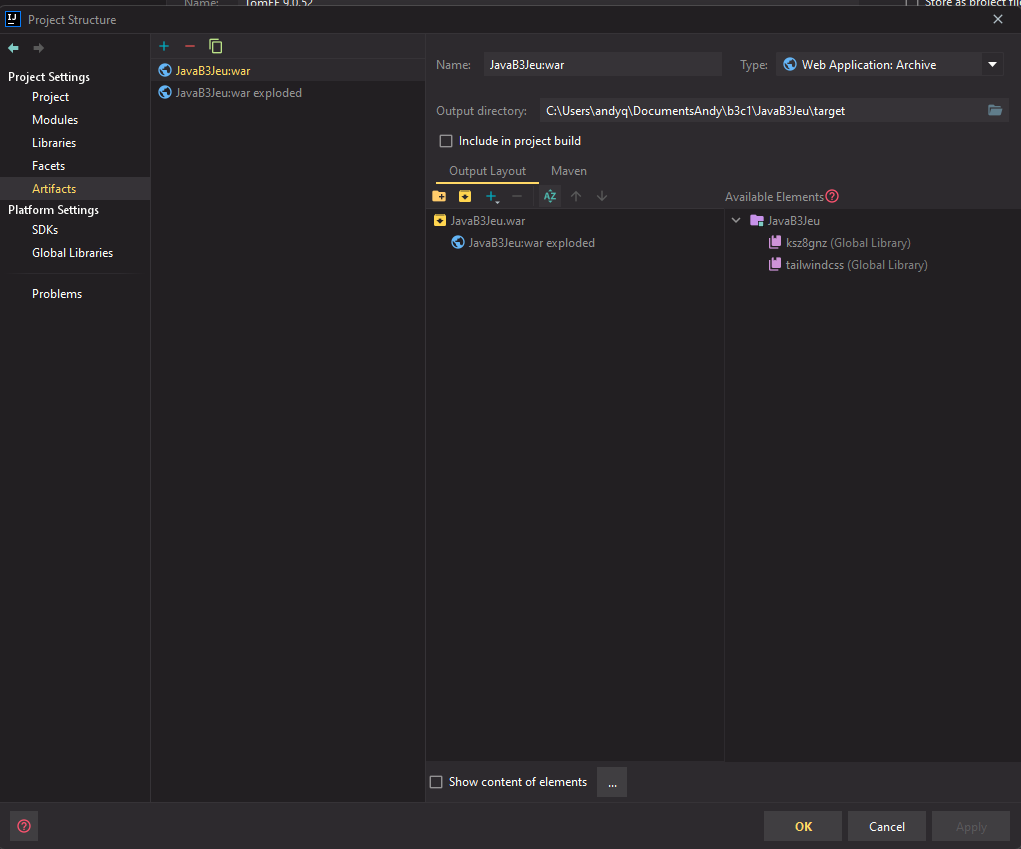 Name: TomEE 9.0.52 Store as project file
Project Structure
Project Settings
Project
Modules
Libraries
Facets
Artifacts
Platform Settings
SDKs
Global Libraries
Problems
JavaB3Jeu:war
JavaB3Jeu:war exploded
Name: JavaB3Jeu:war Type: Web Application: Archive
Output directory: C:\Users\andyq\DocumentsAndy\b3c1\JavaB3Jeu\target
Include in project build
Output Layout Maven
JavaB3Jeu.war
JavaB3Jeu:war exploded
Available Elements
JavaB3Jeu
ksz8gnz (Global Library)
tailwindcss (Global Library)
Show content of elements ...
OK Cancel Apply